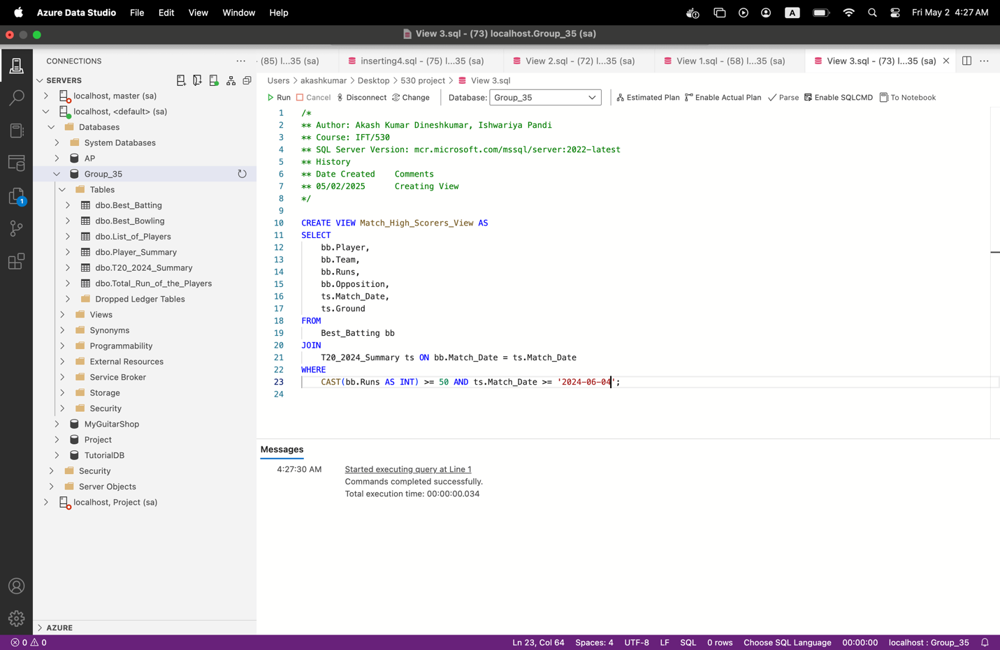 Azure Data Studio File Edit View Window Help A Fri May 2 4:27 AM
View 3.sql - (73) localhost.Group_35 (sa)
CONNECTIONS
(85) l...35 (sa) inserting4.sql - (75) l...35 (sa) View 2.sql - (72) l...35 (sa) View 1.sql - (58) l...35 (sa) View 3.sql - (73) l...35 (sa)
SERVERS
localhost, master (sa)
localhost, <default> (sa)
Databases
System Databases
AP
Group_35
Tables
dbo.Best_Batting
dbo.Best_Bowling
dbo.List_of_Players
dbo.Player_Summary
dbo.T20_2024_Summary
dbo.Total_Run_of_the_Players
Dropped Ledger Tables
Views
Synonyms
Programmability
External Resources
Service Broker
Storage
Security
MyGuitarShop
Project
TutorialDB
Security
Server Objects
localhost, Project (sa)
AZURE
1
Users > akashkumar > Desktop > 530 project > View 3.sql
Run Cancel Disconnect Change Database: Group_35 Estimated Plan Enable Actual Plan Parse Enable SQLCMD To Notebook
1 /*
2 ** Author: Akash Kumar Dineshkumar, Ishwariya Pandi
3 ** Course: IFT/530
4 ** SQL Server Version: mcr.microsoft.com/mssql/server:2022-latest
5 ** History
6 ** Date Created    Comments
7 ** 05/02/2025      Creating View
8 */
9
10 CREATE VIEW Match_High_Scorers_View AS
11 SELECT
12     bb.Player,
13     bb.Team,
14     bb.Runs,
15     bb.Opposition,
16     ts.Match_Date,
17     ts.Ground
18 FROM
19     Best_Batting bb
20 JOIN
21     T20_2024_Summary ts ON bb.Match_Date = ts.Match_Date
22 WHERE
23     CAST(bb.Runs AS INT) >= 50 AND ts.Match_Date >= '2024-06-04';
24
Messages
4:27:30 AM Started executing query at Line 1
Commands completed successfully.
Total execution time: 00:00:00.034
0 0 Ln 23, Col 64 Spaces: 4 UTF-8 LF SQL 0 rows Choose SQL Language 00:00:00 localhost : Group_35